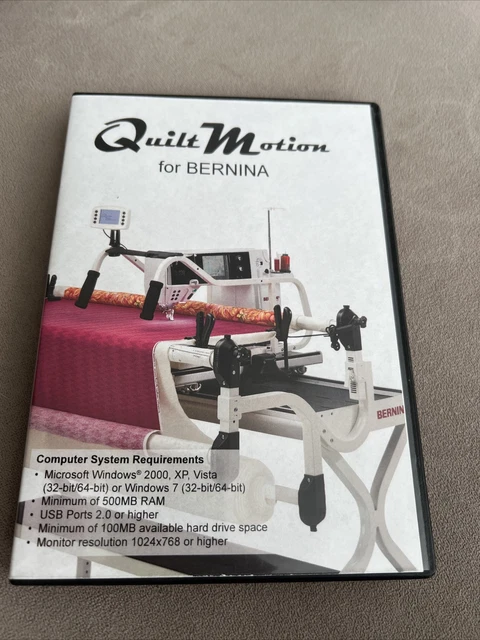 Quilt Motion
for BERNINA
BERNIN
Computer System Requirements
• Microsoft Windows® 2000, XP, Vista
(32-bit/64-bit) or Windows 7 (32-bit/64-bit)
• Minimum of 500MB RAM
• USB Ports 2.0 or higher
• Minimum of 100MB available hard drive space
• Monitor resolution 1024x768 or higher